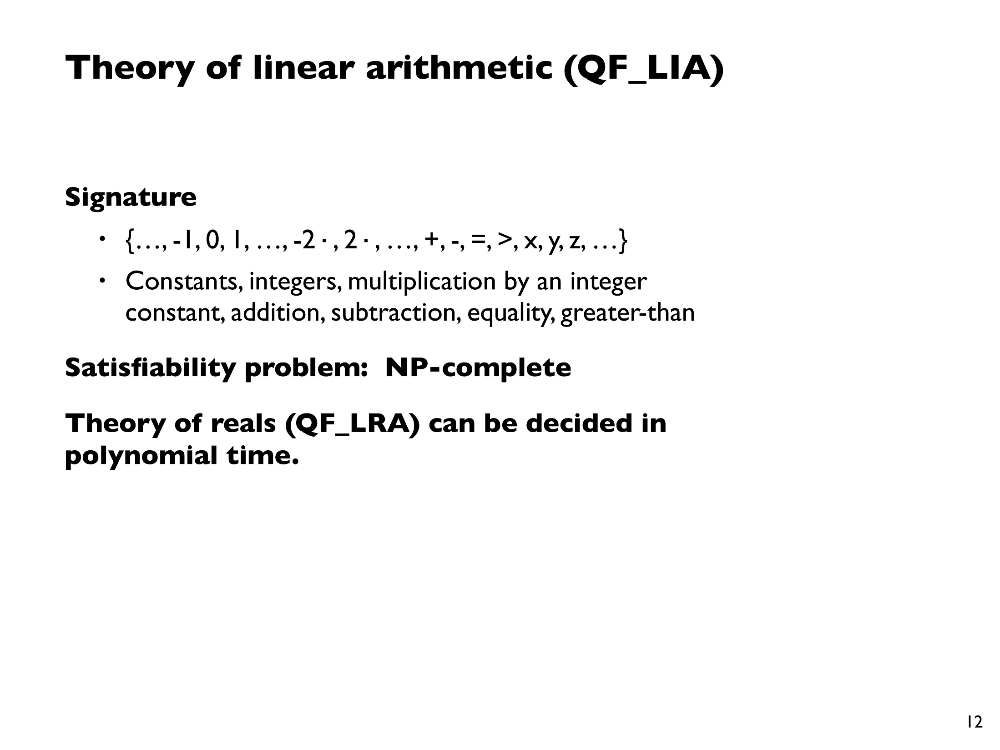 Theory of linear arithmetic (QF_LIA)
Signature
• {…, -1, 0, 1, …, -2 · , 2 · , …, +, -, =, >, x, y, z, …}
• Constants, integers, multiplication by an integer
constant, addition, subtraction, equality, greater-than
Satisfiability problem: NP-complete
Theory of reals (QF_LRA) can be decided in
polynomial time.
12